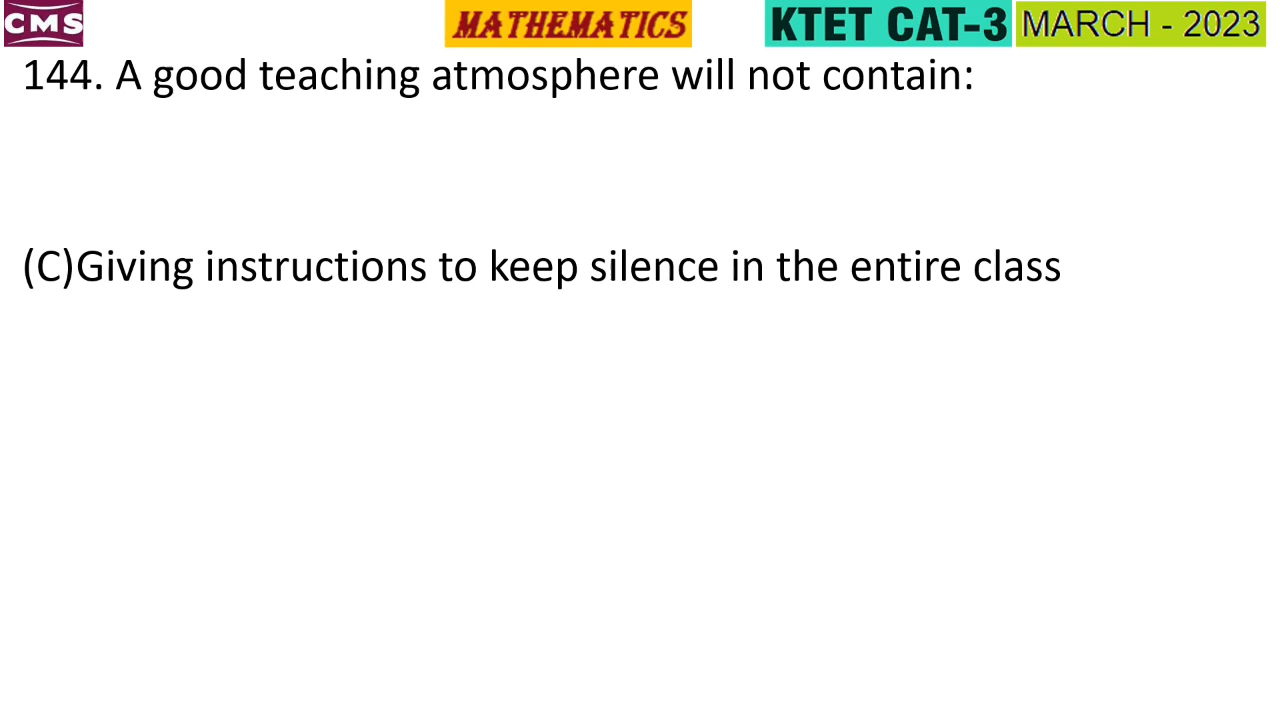 CMS
MATHEMATICS
KTET CAT-3
MARCH - 2023
144. A good teaching atmosphere will not contain:
(C)Giving instructions to keep silence in the entire class